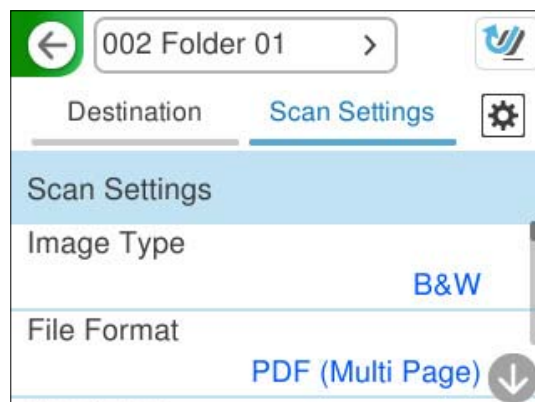 002 Folder 01
Destination Scan Settings
Scan Settings
Image Type
B&W
File Format
PDF (Multi Page)